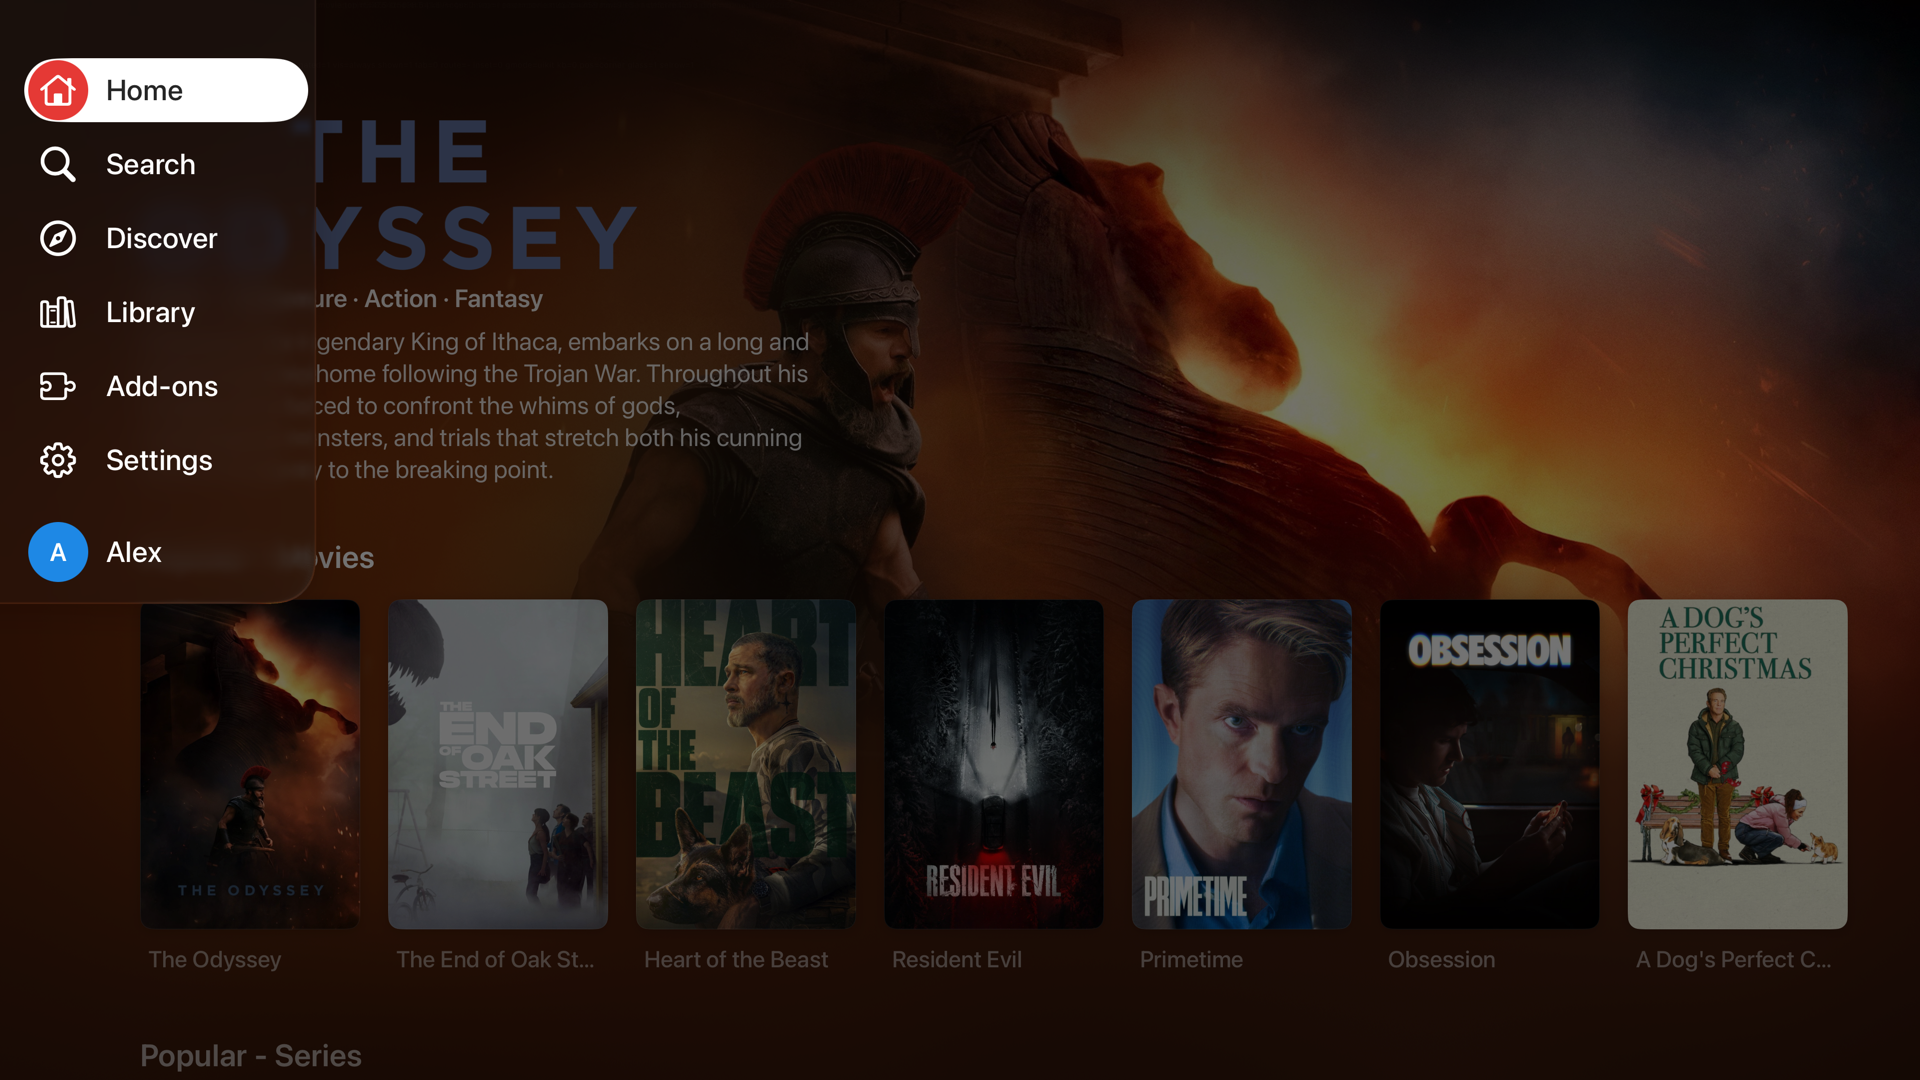 Home
Search
Discover
Library
Add-ons
Settings
A
Alex
THE
YSSEY
ure · Action · Fantasy
gendary King of Ithaca, embarks on a long and
home following the Trojan War. Throughout his
ced to confront the whims of gods,
nsters, and trials that stretch both his cunning
y to the breaking point.
ovies
THE ODYSSEY
THE
END
OF OAK
STREET
HEART
OF
THE
BEAST
RESIDENT EVIL
PRIMETIME
OBSESSION
A DOG'S
PERFECT
CHRISTMAS
The Odyssey
The End of Oak St...
Heart of the Beast
Resident Evil
Primetime
Obsession
A Dog's Perfect C...
Popular - Series